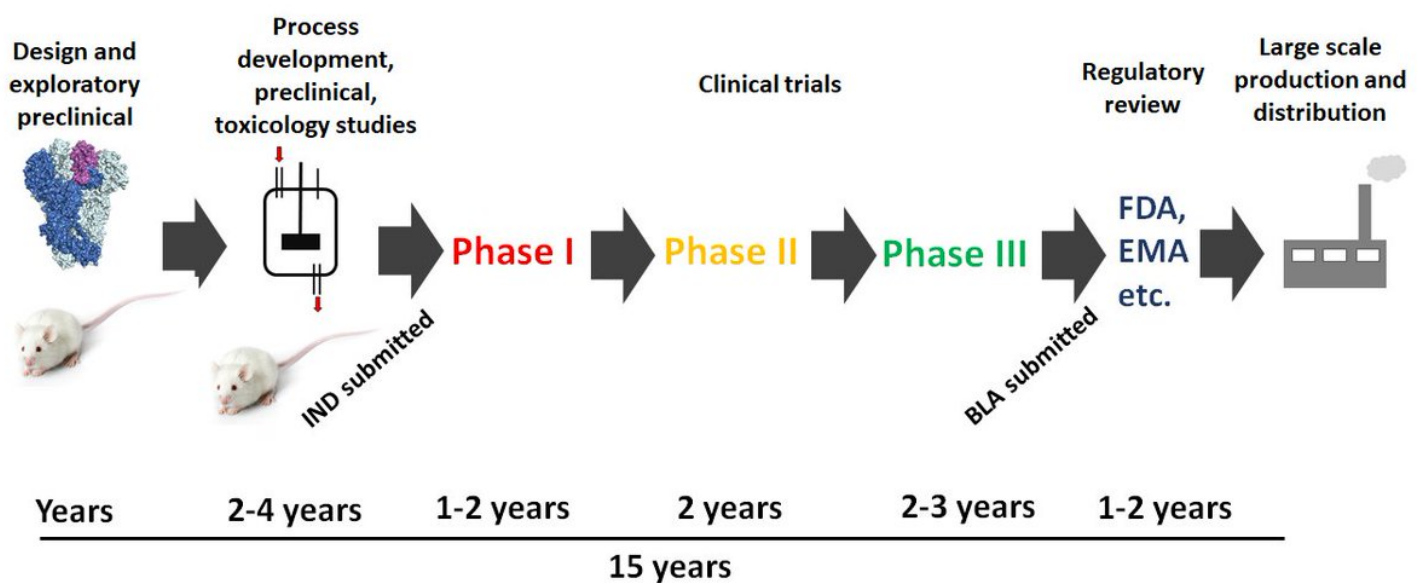 Design and
exploratory
preclinical
Process
development,
preclinical,
toxicology studies
Clinical trials
Regulatory
review
Large scale
production and
distribution
Phase I
Phase II
Phase III
FDA,
EMA
etc.
IND submitted
BLA submitted
Years
2-4 years
1-2 years
2 years
2-3 years
1-2 years
15 years